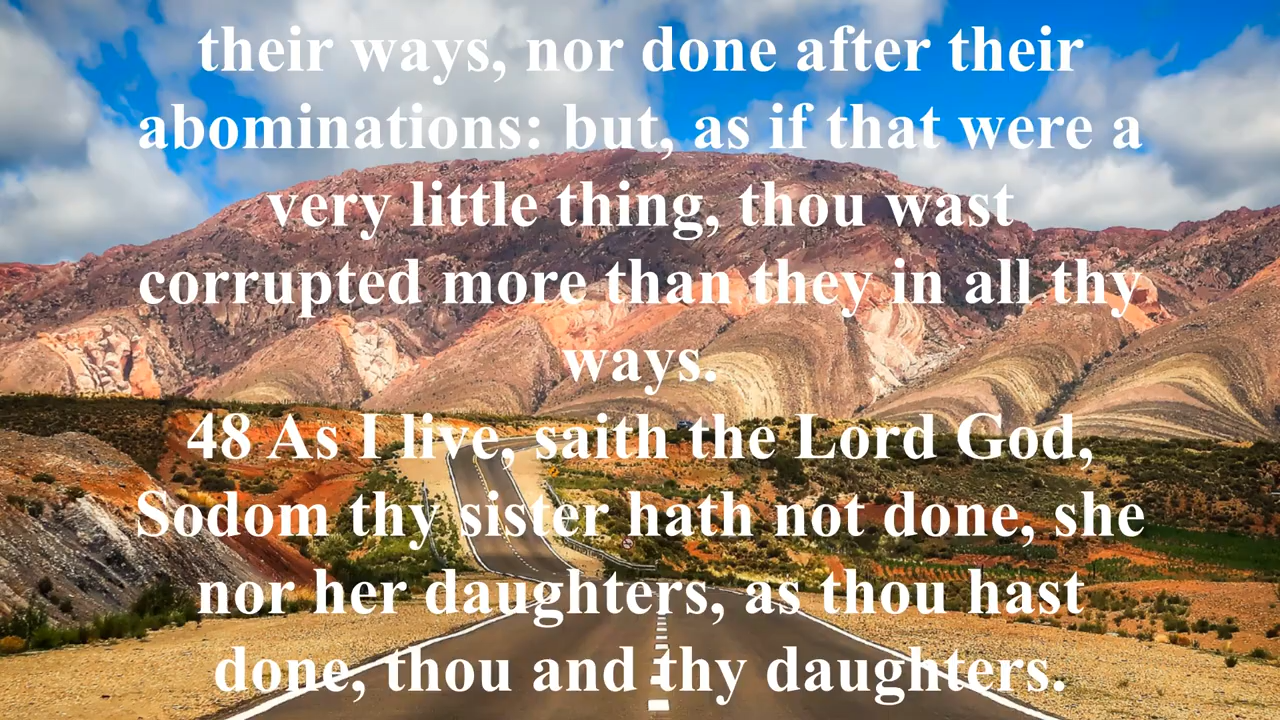 their ways, nor done after their
abominations: but, as if that were a
very little thing, thou wast
corrupted more than they in all thy
ways.
48 As I live, saith the Lord God,
Sodom thy sister hath not done, she
nor her daughters, as thou hast
done, thou and thy daughters.